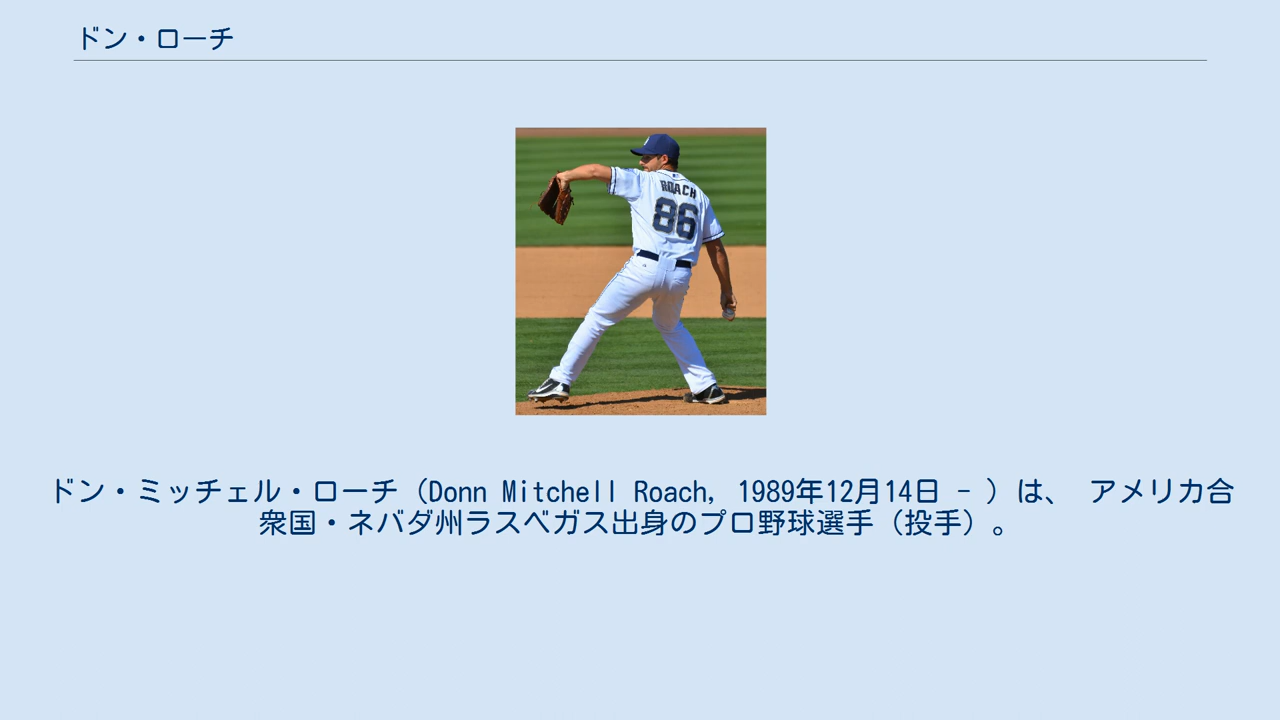 ドン・ローチ
ROACH
86
ドン・ミッチェル・ローチ（Donn Mitchell Roach, 1989年12月14日 - ）は、 アメリカ合
衆国・ネバダ州ラスベガス出身のプロ野球選手（投手）。